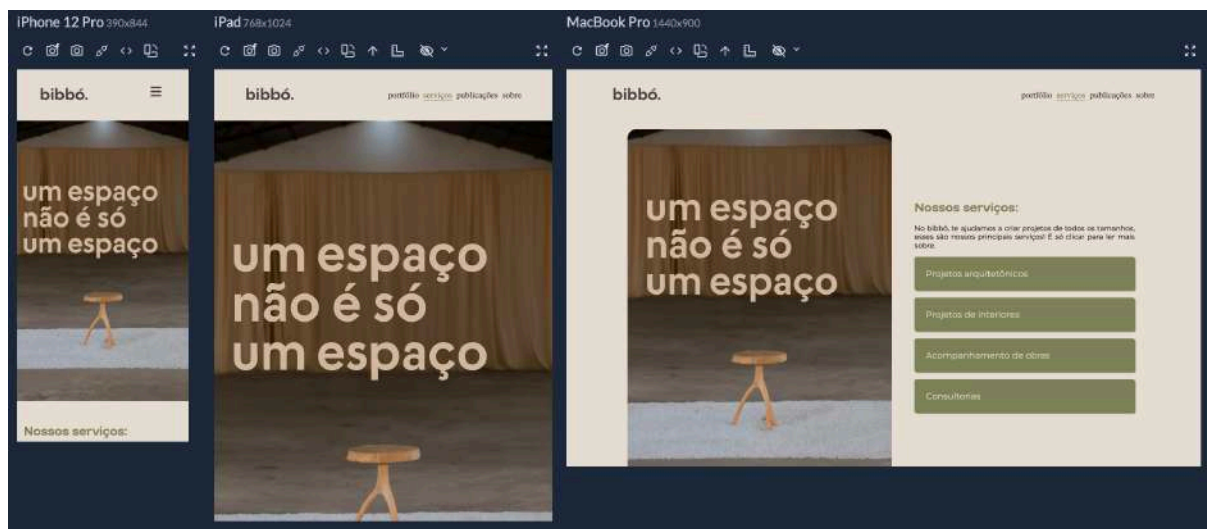 iPhone 12 Pro 390x844
bibbó.
um espaço
não é só
um espaço
Nossos serviços:
iPad 768x1024
bibbó.
portfólio serviços publicações sobre
um espaço
não é só
um espaço
MacBook Pro 1440x900
bibbó.
portfólio serviços publicações sobre
um espaço
não é só
um espaço
Nossos serviços:
No bibbó, te ajudamos a criar projetos de todos os tamanhos,
esses são nossos principais serviços! É só clicar para ler mais
sobre.
Projetos arquitetônicos
Projetos de interiores
Acompanhamento de obras
Consultorias